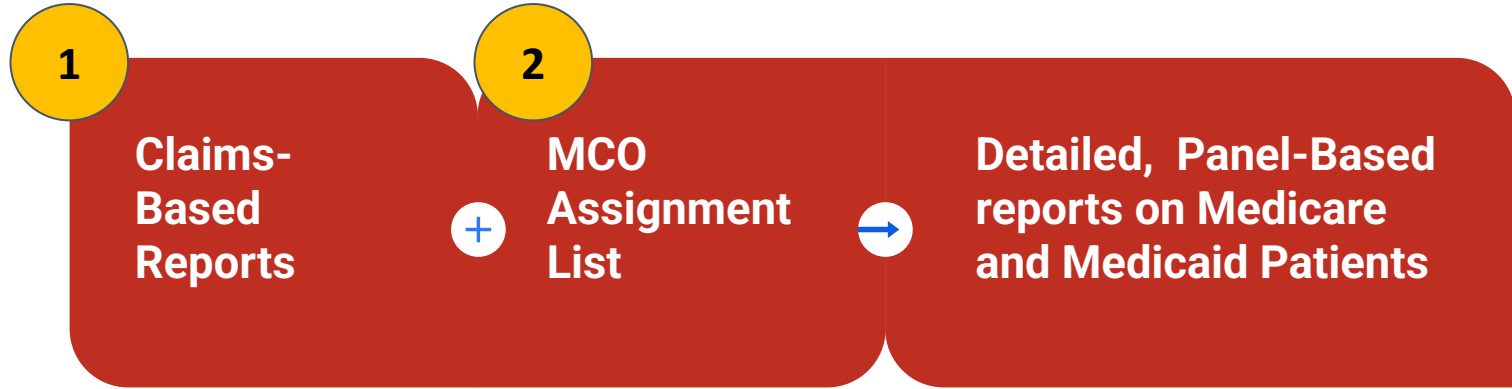 1
2
Claims-
Based
Reports
+
MCO
Assignment
List
Detailed,  Panel-Based
reports on Medicare
and Medicaid Patients